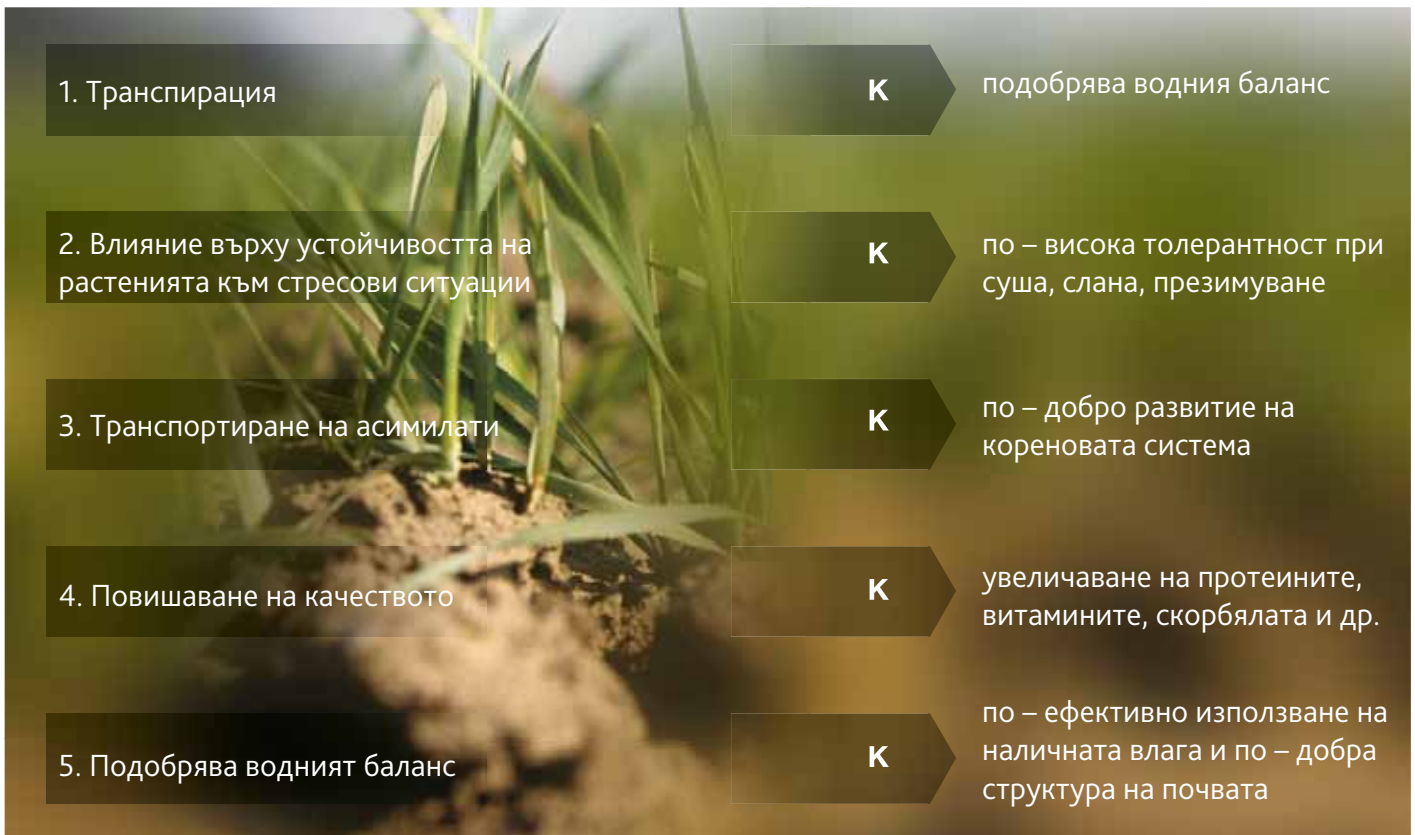 1. Транспирация
K
подобрява водния баланс
2. Влияние върху устойчивостта на
растенията към стресови ситуации
K
по – висока толерантност при
суша, слана, презимуване
3. Транспортиране на асимилати
K
по – добро развитие на
кореновата система
4. Повишаване на качеството
K
увеличаване на протеините,
витамините, скорбялата и др.
5. Подобрява водният баланс
K
по – ефективно използване на
наличната влага и по – добра
структура на почвата